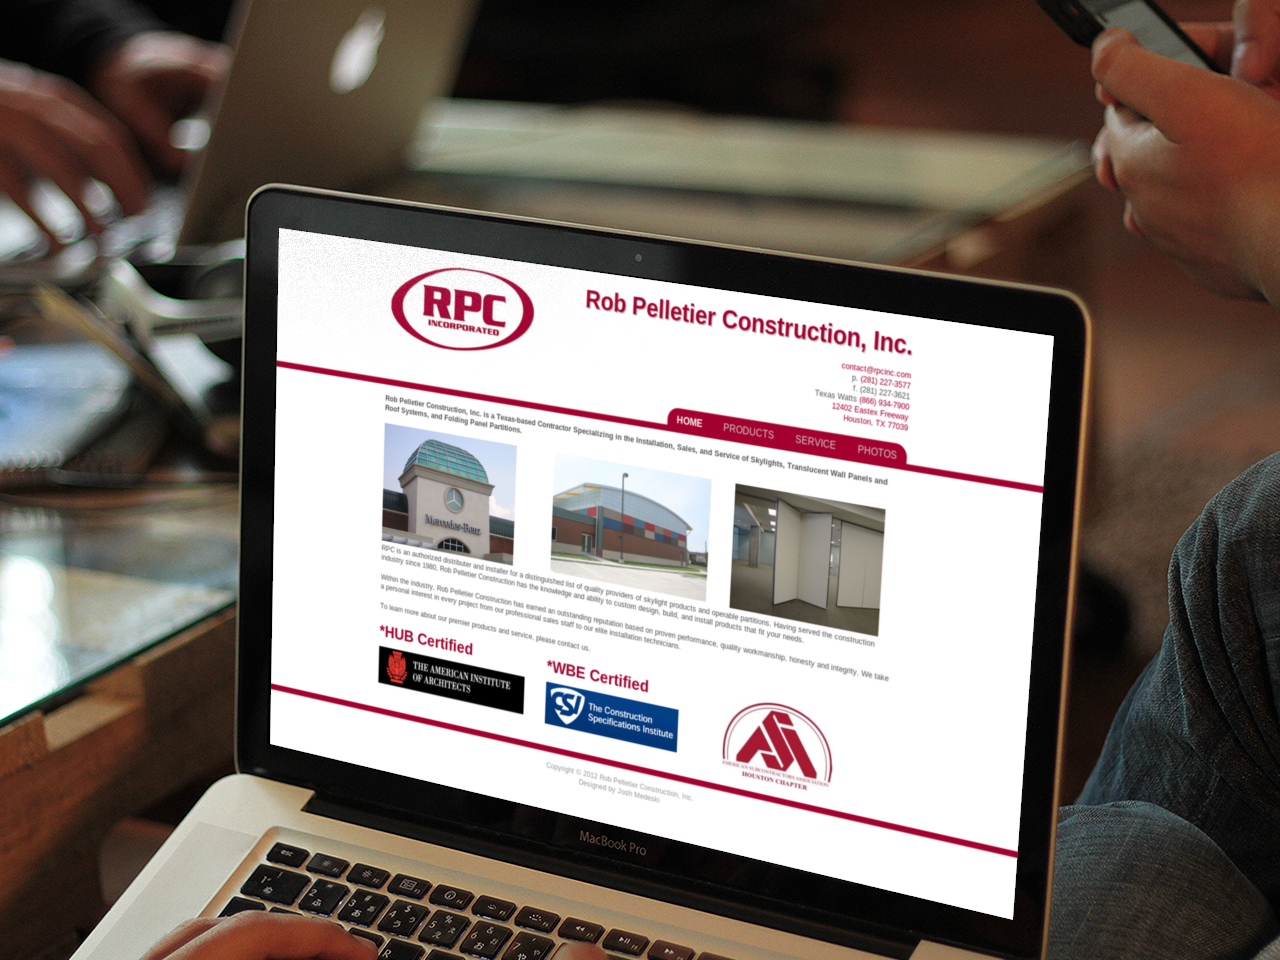 RPC
INCORPORATED
Rob Pelletier Construction, Inc.
contact@rpcinc.com
p. (281) 227-3577
f. (281) 227-3621
Texas Watts (866) 934-7900
12402 Eastex Freeway
Houston, TX 77039
HOME PRODUCTS SERVICE PHOTOS
Rob Pelletier Construction, Inc. is a Texas-based Contractor Specializing in the Installation, Sales, and Service of Skylights, Translucent Wall Panels and
Roof Systems, and Folding Panel Partitions.
Mercedes-Benz
RPC is an authorized distributer and installer for a distinguished list of quality providers of skylight products and operable partitions. Having served the construction
industry since 1980, Rob Pelletier Construction has the knowledge and ability to custom design, build, and install products that fit your needs.
Within the industry, Rob Pelletier Construction has earned an outstanding reputation based on proven performance, quality workmanship, honesty and integrity. We take
a personal interest in every project from our professional sales staff to our elite installation technicians.
To learn more about our premier products and service, please contact us.
*HUB Certified
THE AMERICAN INSTITUTE
OF ARCHITECTS
*WBE Certified
CSI
The Construction
Specifications Institute
ASA
AMERICAN SUBCONTRACTORS ASSOCIATION
HOUSTON CHAPTER
Copyright © 2012 Rob Pelletier Construction, Inc.
Designed by Josh Medeski
MacBook Pro
esc